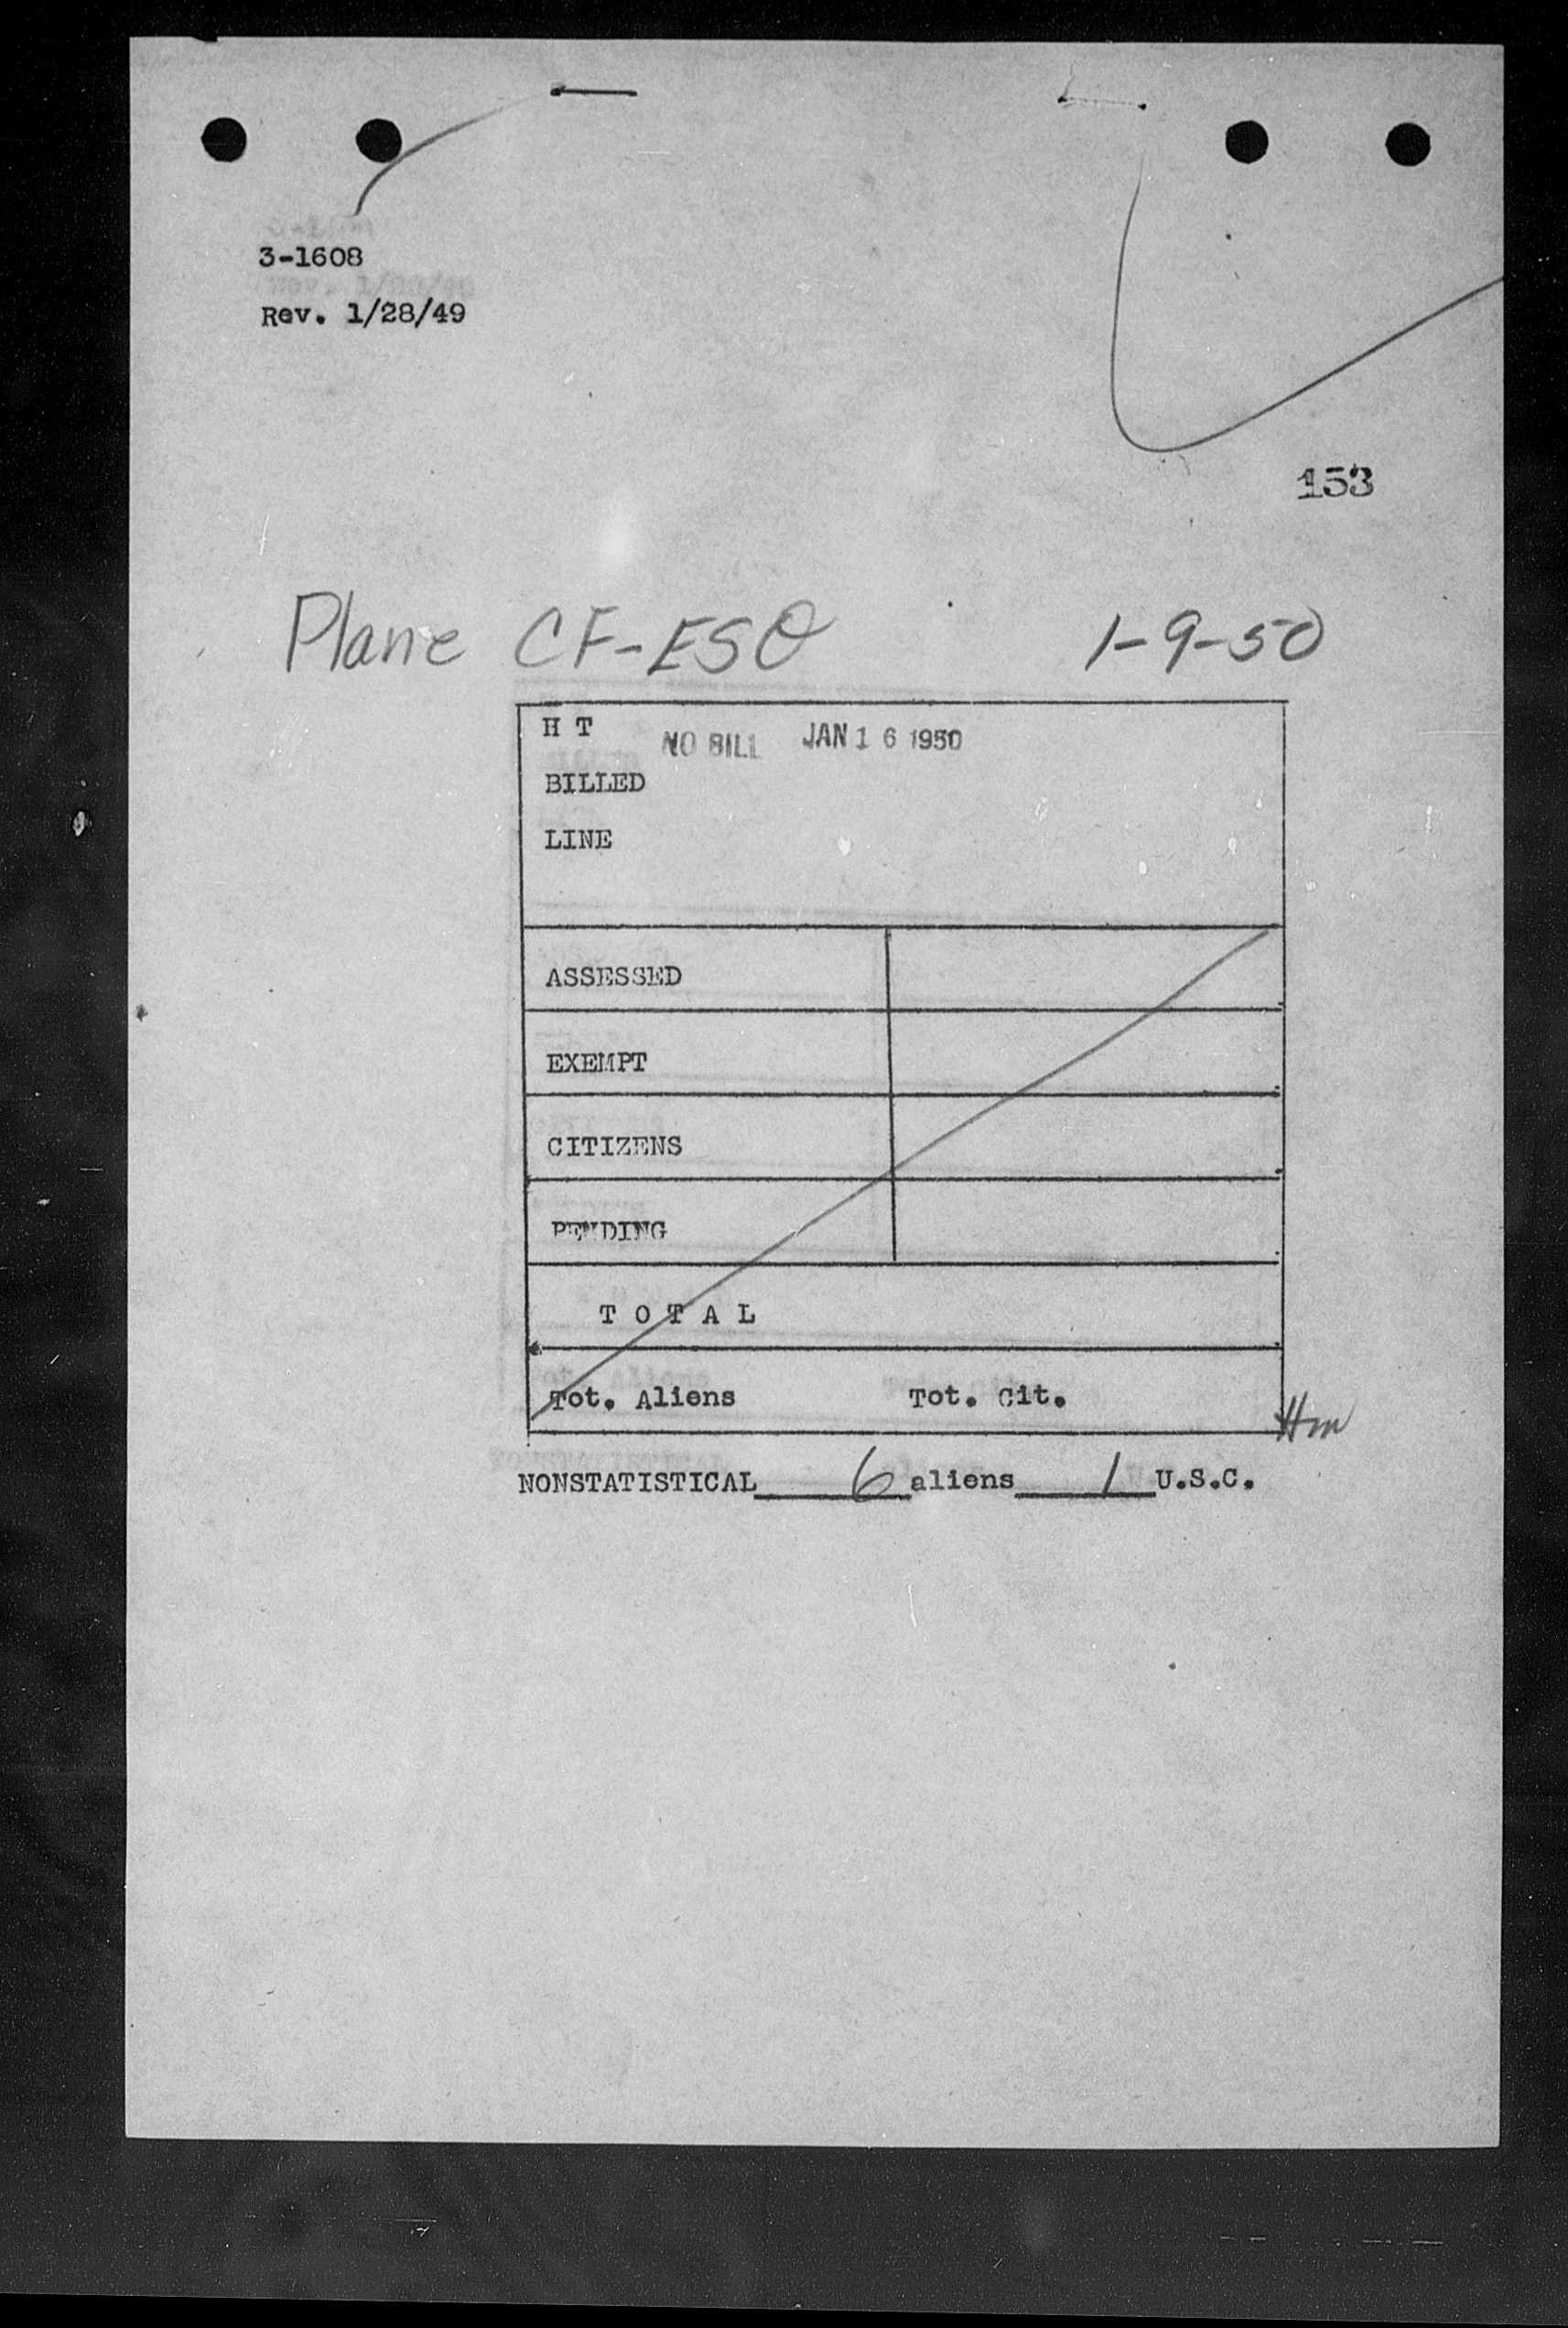 3-1608
Rev. 1/28/49
153
Plane CF-ESO 1-9-50
H T NO BILL JAN 16 1950
BILLED
LINE
ASSESSED
EXEMPT
CITIZENS
PENDING
T O T A L
Tot. Aliens Tot. Cit.
Hm
NONSTATISTICAL 6 aliens 1 U.S.C.